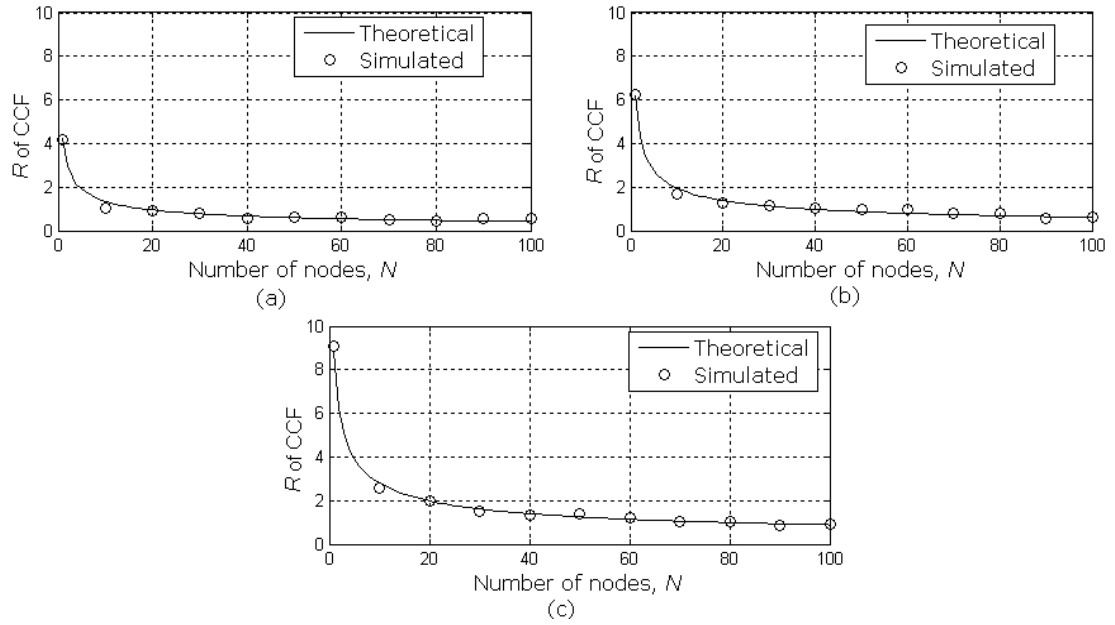 10
8
6
4
2
0
R of CCF
Theoretical
Simulated
0 20 40 60 80 100
Number of nodes, N
(a)
10
8
6
4
2
0
R of CCF
Theoretical
Simulated
0 20 40 60 80 100
Number of nodes, N
(b)
10
8
6
4
2
0
R of CCF
Theoretical
Simulated
0 20 40 60 80 100
Number of nodes, N
(c)